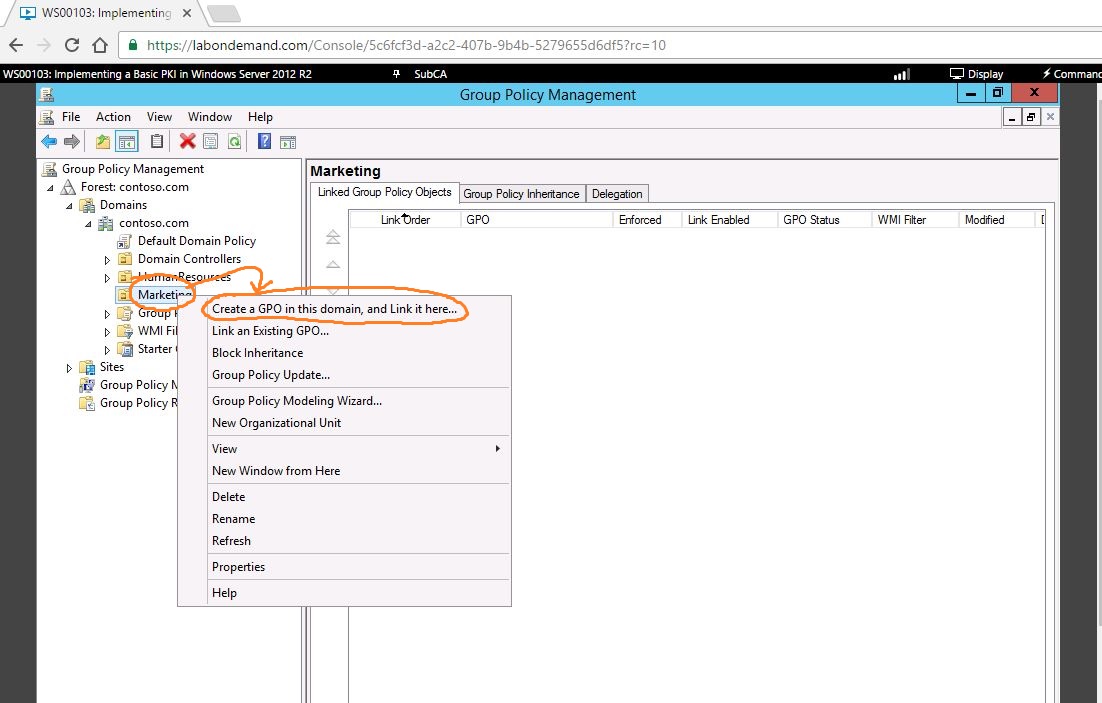 WS00103: Implementing
https://labondemand.com/Console/5c6fcf3d-a2c2-407b-9b4b-5279655d6df5?rc=10
WS00103: Implementing a Basic PKI in Windows Server 2012 R2 SubCA Display Command
Group Policy Management
File Action View Window Help
Group Policy Management
Forest: contoso.com
Domains
contoso.com
Default Domain Policy
Domain Controllers
HumanResources
Marketing
Group P
WMI Fil
Starter
Sites
Group Policy M
Group Policy R
Marketing
Linked Group Policy Objects Group Policy Inheritance Delegation
Link Order GPO Enforced Link Enabled GPO Status WMI Filter Modified
Create a GPO in this domain, and Link it here...
Link an Existing GPO...
Block Inheritance
Group Policy Update...
Group Policy Modeling Wizard...
New Organizational Unit
View
New Window from Here
Delete
Rename
Refresh
Properties
Help